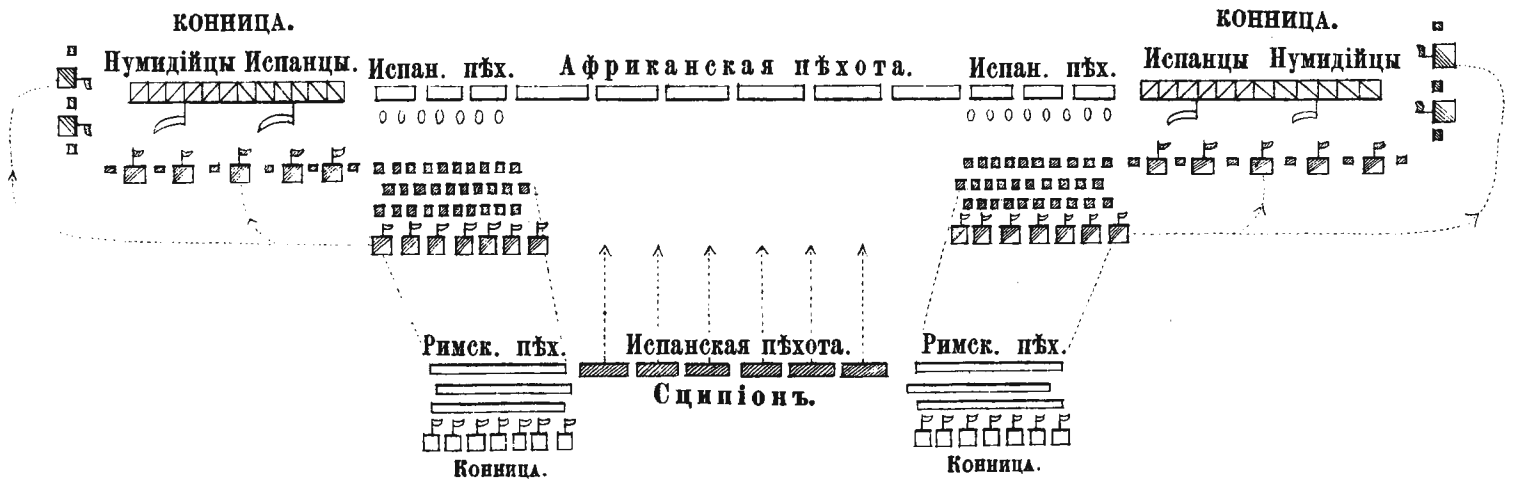 КОННИЦА.
Нумидійцы Испанцы.
Испан. пѣх.
Африканская пѣхота.
Испан. пѣх.
КОННИЦА.
Испанцы Нумидійцы
Римск. пѣх.
Испанская пѣхота.
Римск. пѣх.
Сципіонъ.
Конница.
Конница.